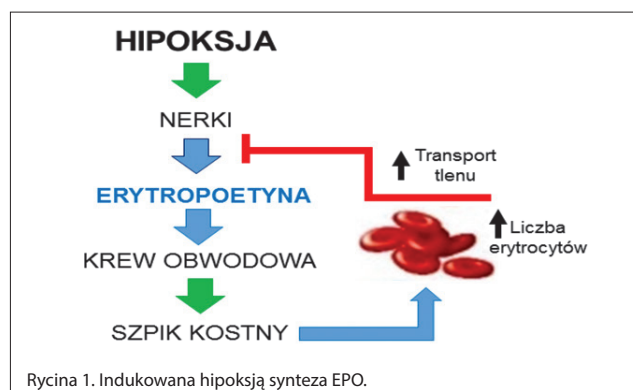 HIPOKSJA
NERKI
ERYTROPOETYNA
KREW OBWODOWA
SZPIK KOSTNY
Transport
tlenu
Liczba
erytrocytów
Rycina 1. Indukowana hipoksją synteza EPO.